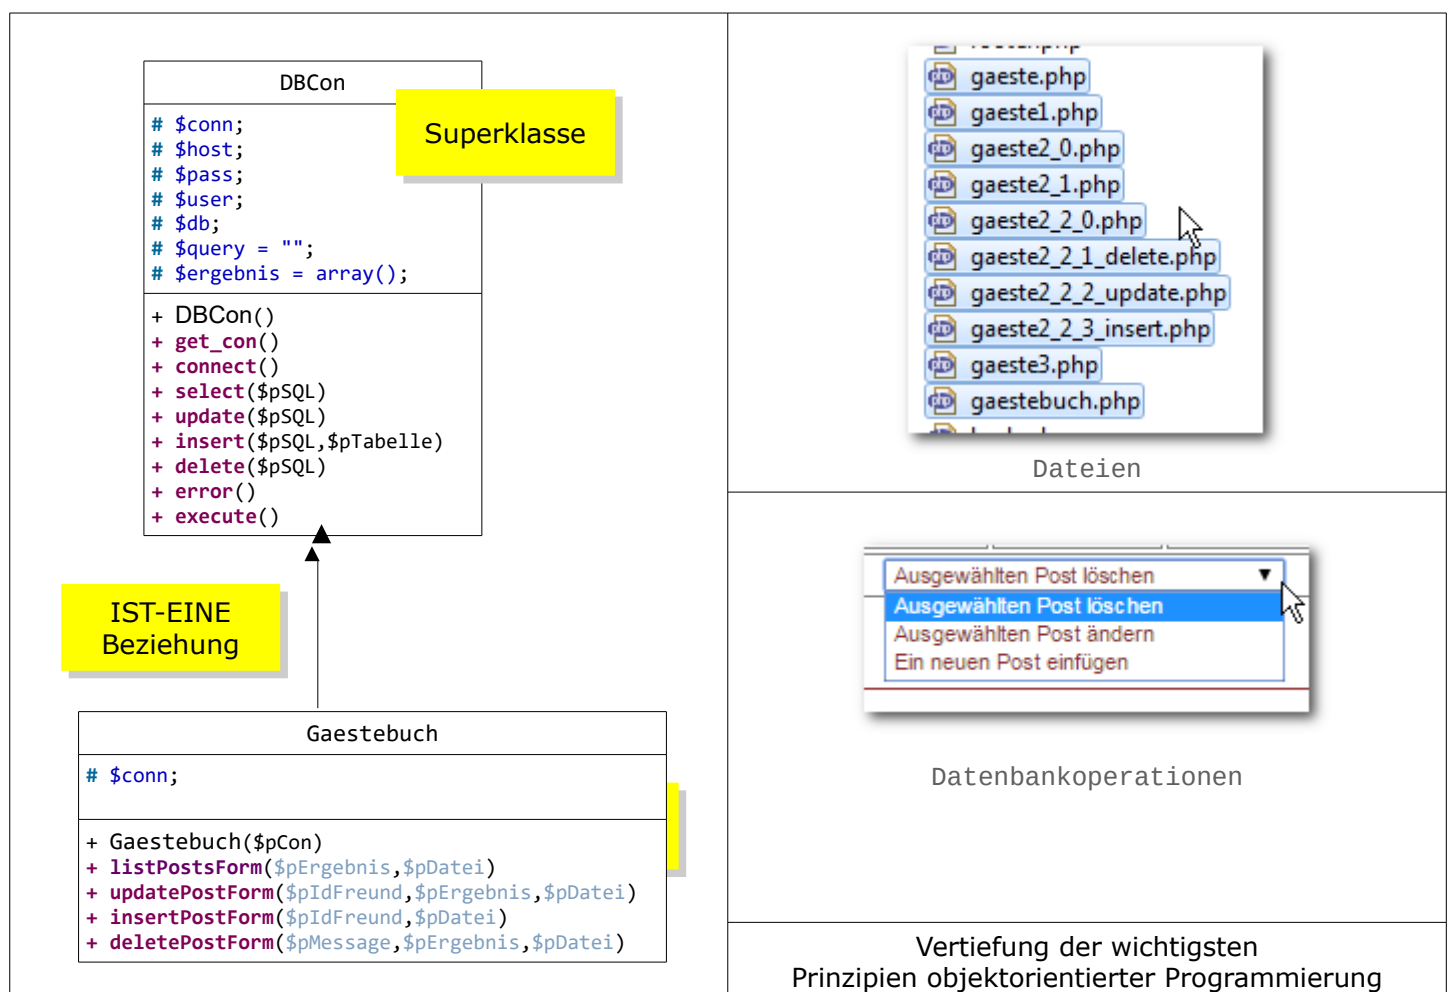 DBCon
Superklasse
# $conn;
# $host;
# $pass;
# $user;
# $db;
# $query = "";
# $ergebnis = array();
+ DBCon()
+ get_con()
+ connect()
+ select($pSQL)
+ update($pSQL)
+ insert($pSQL,$pTabelle)
+ delete($pSQL)
+ error()
+ execute()
IST-EINE
Beziehung
Gaestebuch
# $conn;
+ Gaestebuch($pCon)
+ listPostsForm($pErgebnis,$pDatei)
+ updatePostForm($pIdFreund,$pErgebnis,$pDatei)
+ insertPostForm($pIdFreund,$pDatei)
+ deletePostForm($pMessage,$pErgebnis,$pDatei)
gaeste.php
gaeste1.php
gaeste2_0.php
gaeste2_1.php
gaeste2_2_0.php
gaeste2_2_1_delete.php
gaeste2_2_2_update.php
gaeste2_2_3_insert.php
gaeste3.php
gaestebuch.php
Dateien
Ausgewählten Post löschen
Ausgewählten Post löschen
Ausgewählten Post ändern
Ein neuen Post einfügen
Datenbankoperationen
Vertiefung der wichtigsten
Prinzipien objektorientierter Programmierung